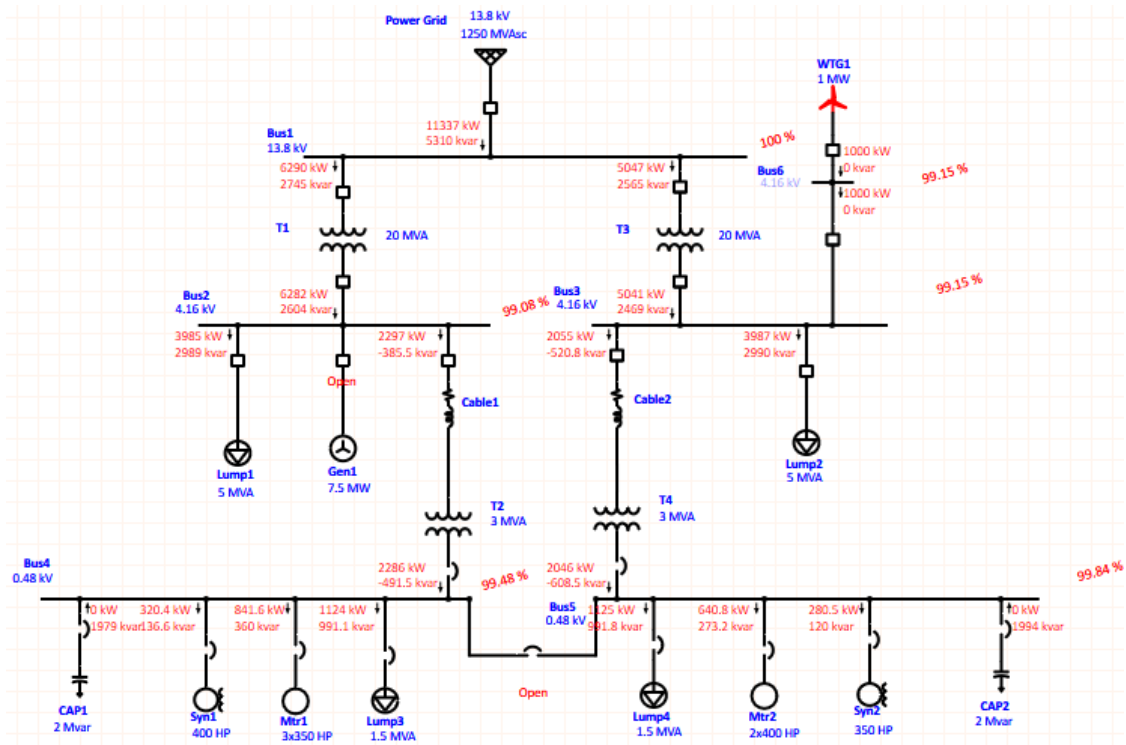 Power Grid
13.8 kV
1250 MVAsc
WTG1
1 MW
11337 kW
5310 kvar
Bus1
13.8 kV
100 %
1000 kW
0 kvar
Bus6
4.16 kV
99.15 %
1000 kW
0 kvar
6290 kW
2745 kvar
5047 kW
2565 kvar
T1
20 MVA
T3
20 MVA
Bus2
4.16 kV
6282 kW
2604 kvar
99.08 %
Bus3
4.16 kV
5041 kW
2469 kvar
99.15 %
3985 kW
2989 kvar
2297 kW
-385.5 kvar
2055 kW
-520.8 kvar
3987 kW
2990 kvar
Open
Cable1
Cable2
Lump1
5 MVA
Gen1
7.5 MW
Lump2
5 MVA
T2
3 MVA
T4
3 MVA
Bus4
0.48 kV
2286 kW
-491.5 kvar
99.48 %
2046 kW
-608.5 kvar
99.84 %
Bus5
0.48 kV
0 kW
1979 kvar
320.4 kW
136.6 kvar
841.6 kW
360 kvar
1124 kW
991.1 kvar
1125 kW
991.8 kvar
640.8 kW
273.2 kvar
280.5 kW
120 kvar
0 kW
1994 kvar
Open
CAP1
2 Mvar
Syn1
400 HP
Mtr1
3x350 HP
Lump3
1.5 MVA
Lump4
1.5 MVA
Mtr2
2x400 HP
Syn2
350 HP
CAP2
2 Mvar